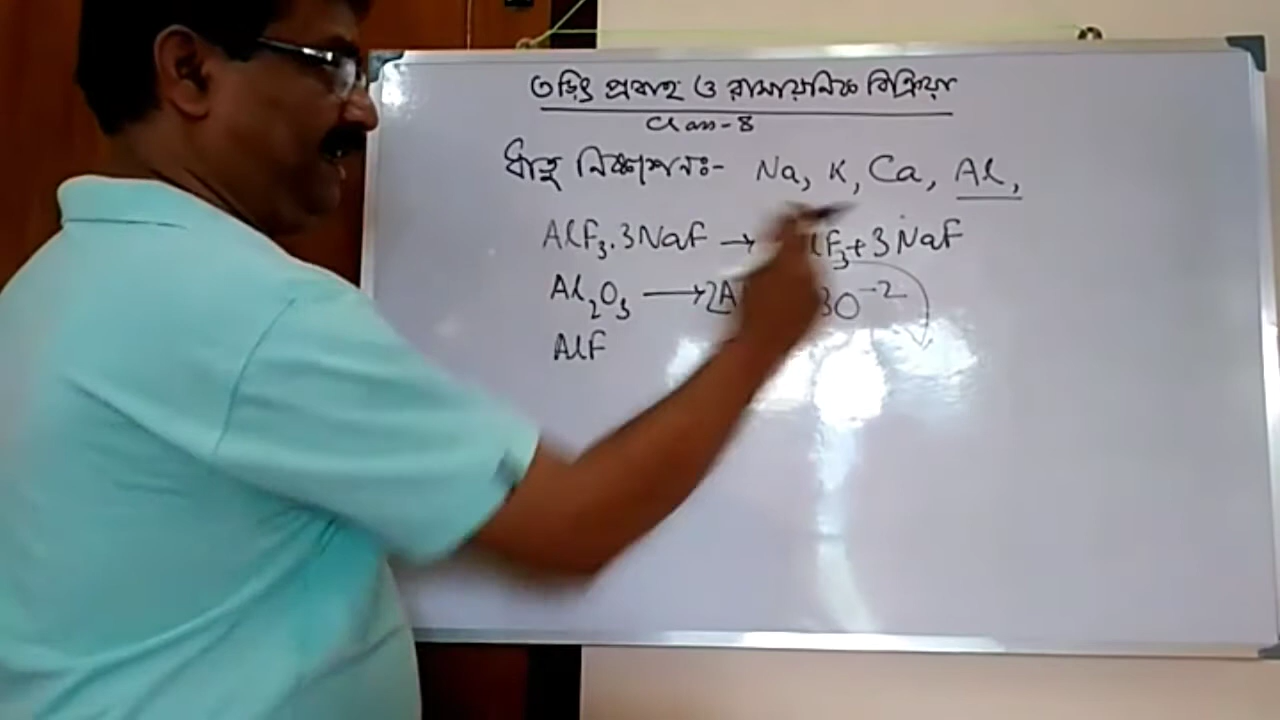 তড়িৎ প্রবাহ ও রাসায়নিক বিক্রিয়া
Class-8
ধাতু নিষ্কাশনঃ- Na, K, Ca, Al,
AlF₃.3NaF → lF₃+3NaF
Al₂O₃ → 2A 3O⁻²
AlF